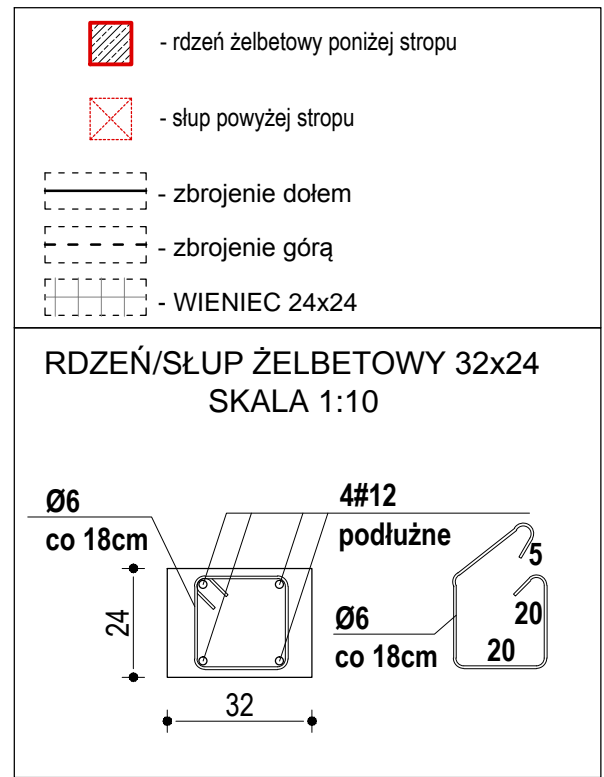 - rdzeń żelbetowy poniżej stropu
- słup powyżej stropu
- zbrojenie dołem
- zbrojenie górą
- WIENIEC 24x24
RDZEŃ/SŁUP ŻELBETOWY 32x24
SKALA 1:10
Ø6
co 18cm
4#12
podłużne
24
32
Ø6
co 18cm
5
20
20